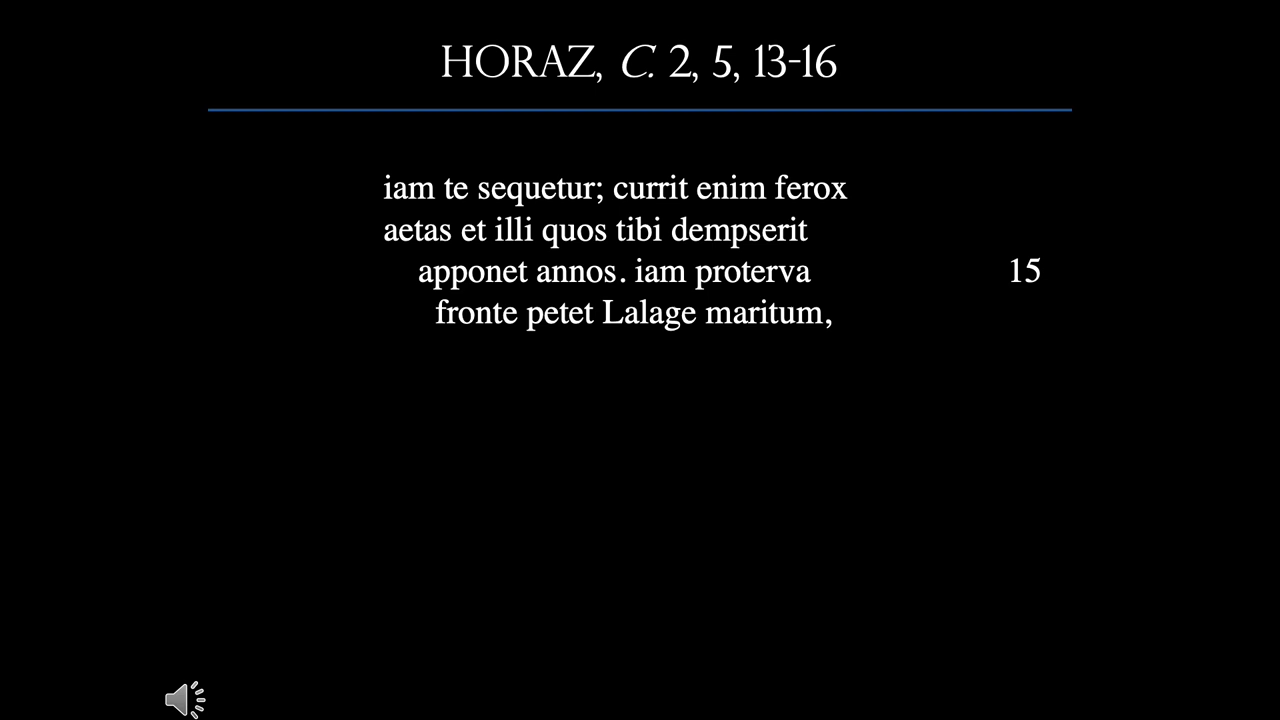 HORAZ, C. 2, 5, 13-16
iam te sequetur; currit enim ferox
aetas et illi quos tibi dempserit
apponet annos. iam proterva 15
fronte petet Lalage maritum,